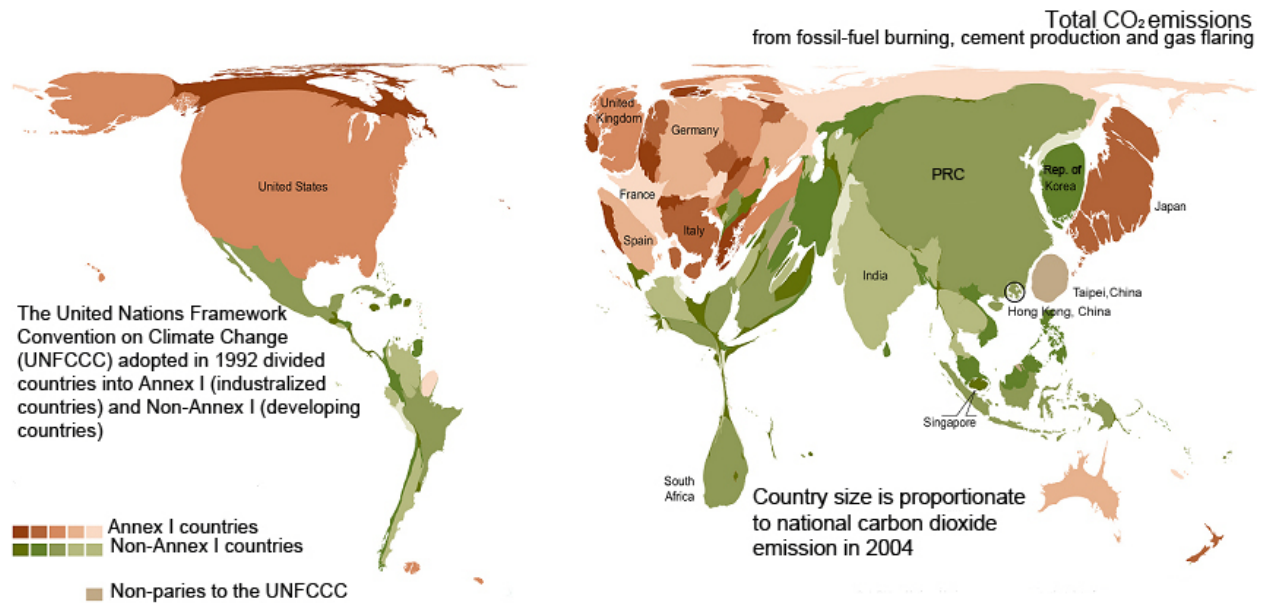 Total CO₂ emissions
from fossil-fuel burning, cement production and gas flaring
United
Kingdom
Germany
United States
PRC
Rep. of
Korea
France
Japan
Spain
Italy
India
Taipei,China
Hong Kong, China
The United Nations Framework
Convention on Climate Change
(UNFCCC) adopted in 1992 divided
countries into Annex I (industralized
countries) and Non-Annex I (developing
countries)
Singapore
South
Africa
Country size is proportionate
to national carbon dioxide
emission in 2004
Annex I countries
Non-Annex I countries
Non-paries to the UNFCCC